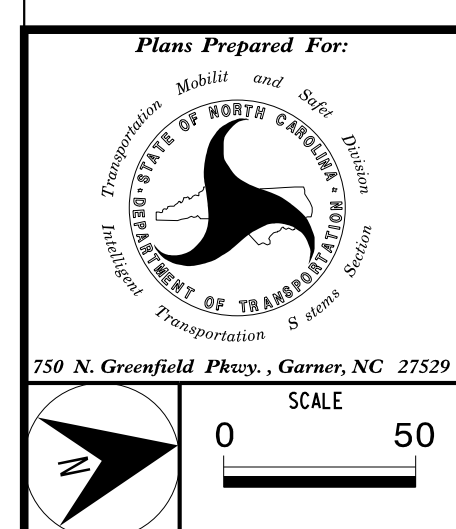 Plans Prepared For:
Transportation Mobilit and Safet Division
STATE OF NORTH CAROLINA
DEPARTMENT OF TRANSPORTATION
Intelligent Transportation S stems Section
750 N. Greenfield Pkwy. , Garner, NC 27529
SCALE
0 50
N